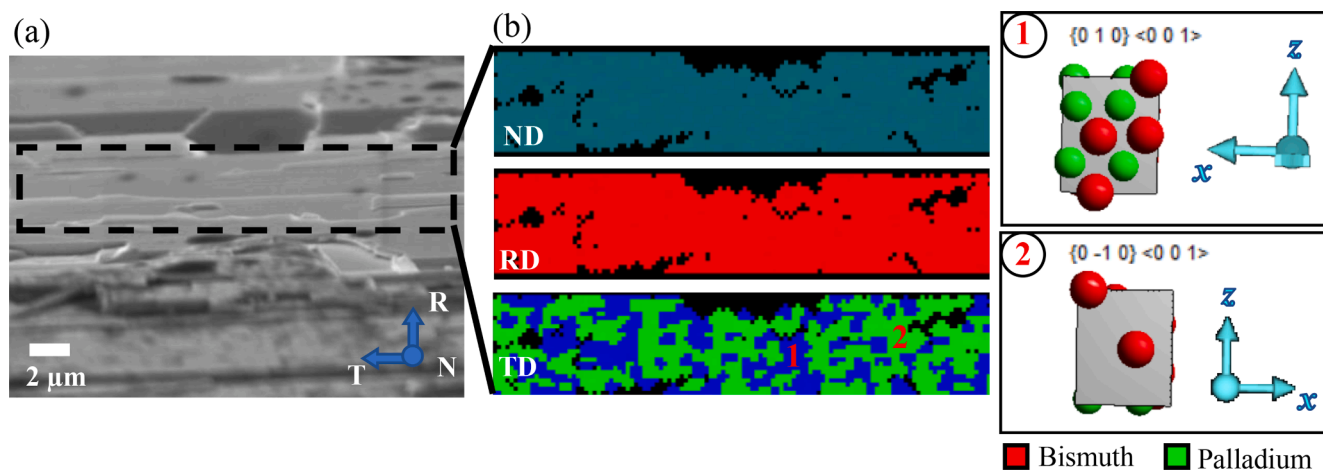 (a)
R
T
N
2 µm
(b)
ND
RD
TD
1
2
1
{0 1 0} <0 0 1>
z
x
2
{0 -1 0} <0 0 1>
z
x
Bismuth
Palladium